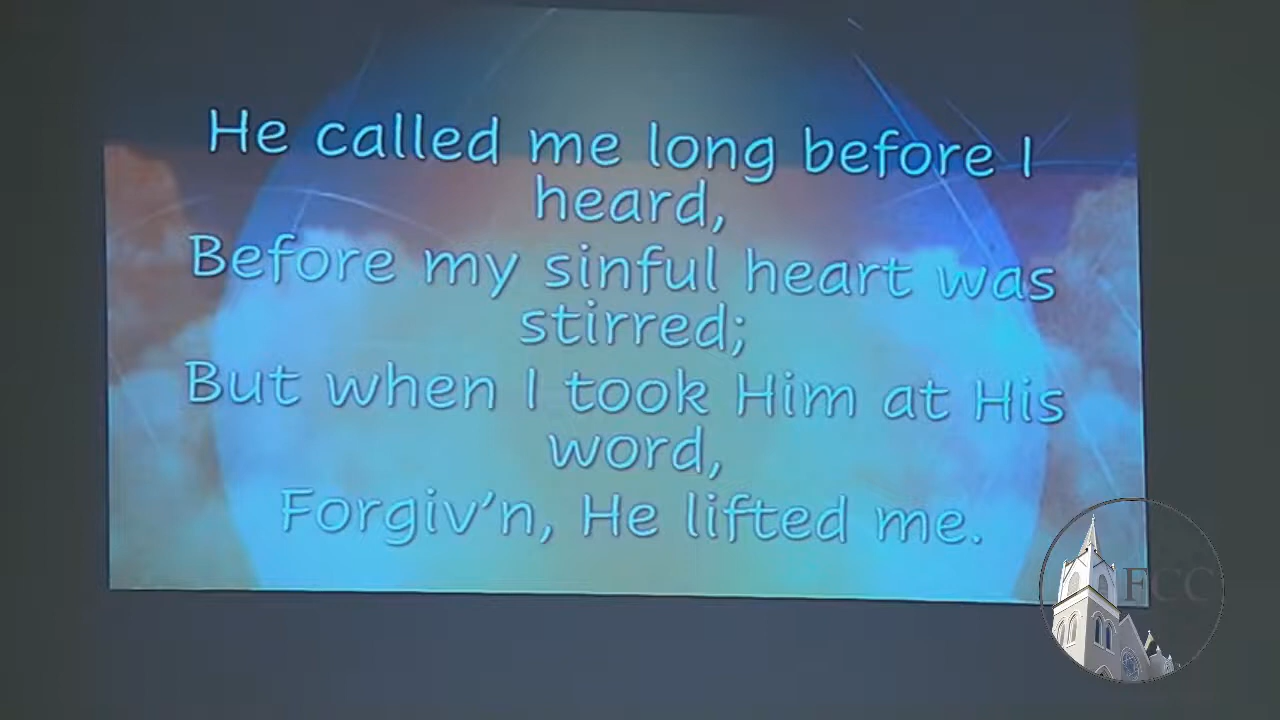 He called me long before I
heard,
Before my sinful heart was
stirred;
But when I took Him at His
word,
Forgiv’n, He lifted me.
FCC